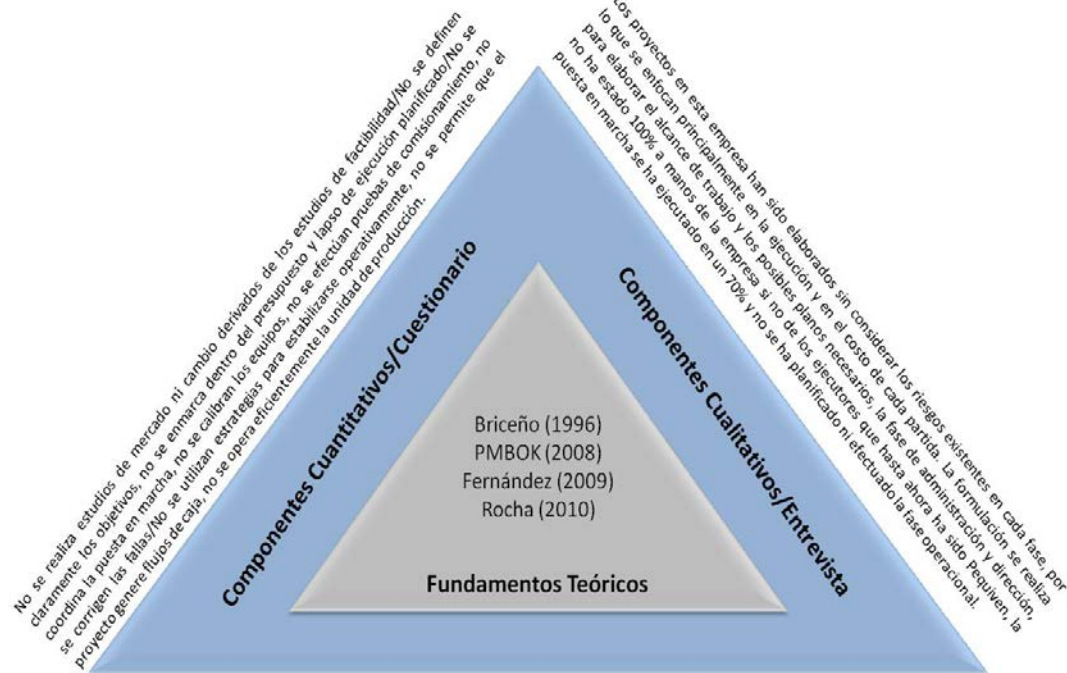 No se realiza estudios de mercado ni cambio derivados de los estudios de factibilidad/No se definen
claramente los objetivos, no se enmarca dentro del presupuesto y lapso de ejecución planificado/No se
coordina la puesta en marcha, no se calibran los equipos, no se efectúan pruebas de comisionamiento, no
se corrigen las fallas/No se utilizan estrategias para estabilizarse operativamente, no se permite que el
proyecto genere flujos de caja, no se opera eficientemente la unidad de producción.
Componentes Cuantitativos/Cuestionario
proyectos en esta empresa han sido elaborados sin considerar los riesgos existentes en cada fase, por
lo que se enfocan principalmente en la ejecución y en el costo de cada partida, la formulación se realiza
para elaborar el alcance de trabajo y los posibles planos necesarios, la fase de administración y dirección,
no ha estado 100% a manos de la empresa si no de los ejecutores que hasta ahora ha sido Pequiven, la
puesta en marcha se ha ejecutado en un 70% y no se ha planificado ni efectuado la fase operacional.
Componentes Cualitativos/Entrevista
Briceño (1996)
PMBOK (2008)
Fernández (2009)
Rocha (2010)
Fundamentos Teóricos